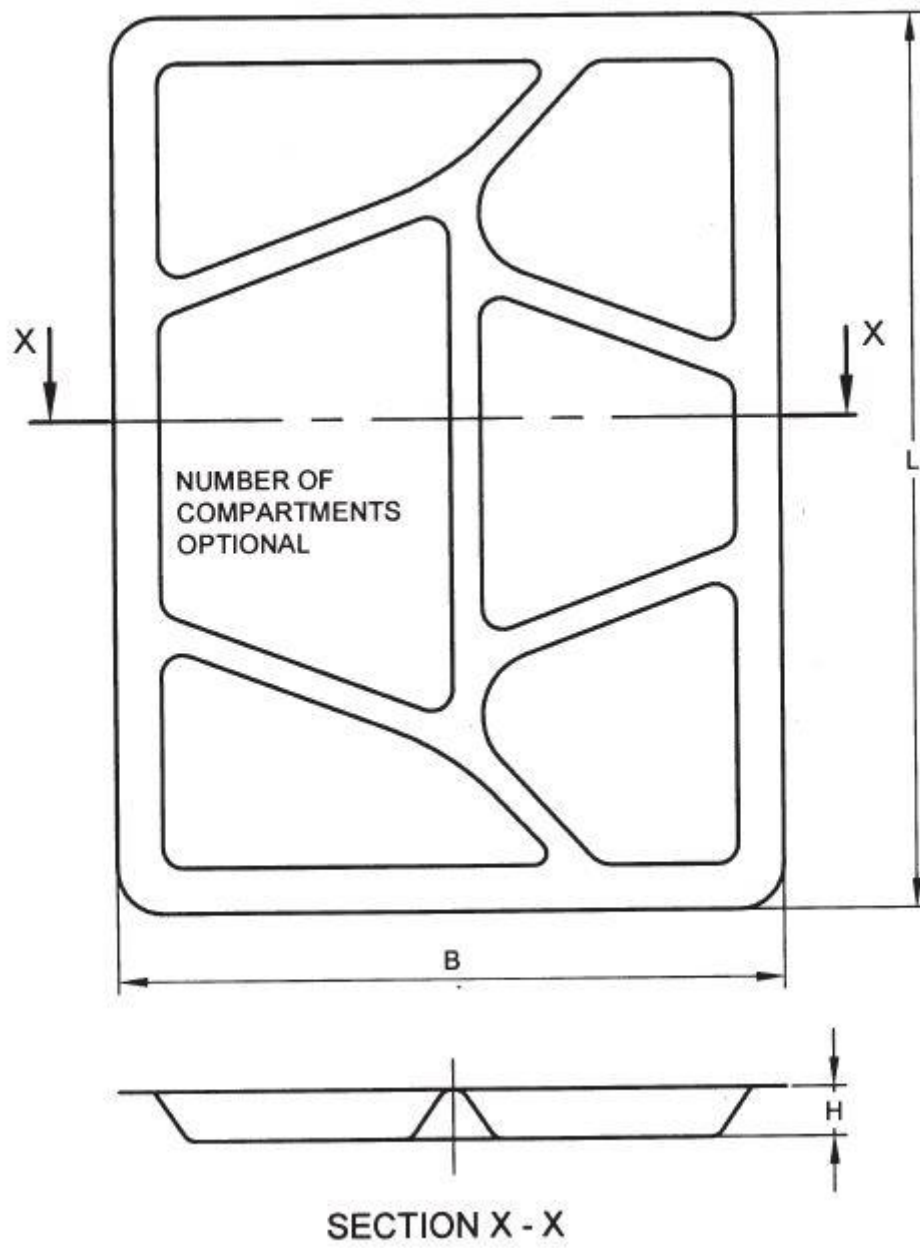 X
X
L
NUMBER OF
COMPARTMENTS
OPTIONAL
B
H
SECTION X - X